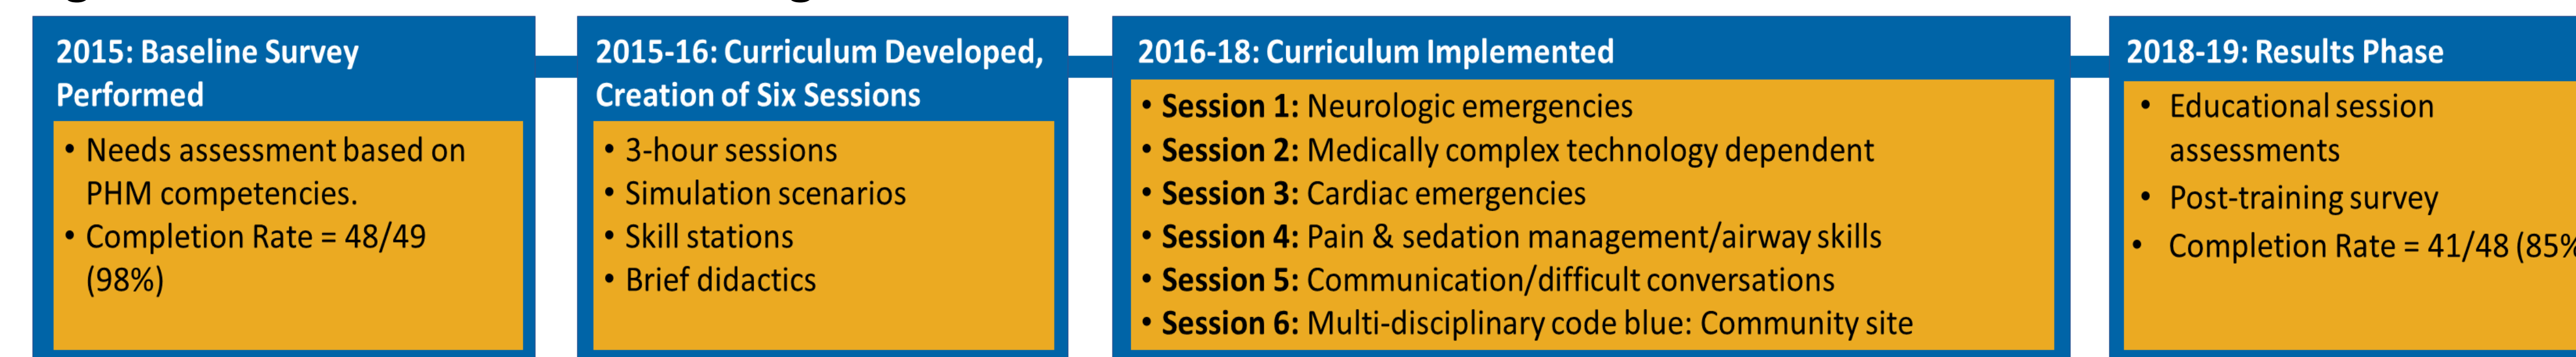 2015: Baseline Survey
Performed
• Needs assessment based on
PHM competencies.
• Completion Rate = 48/49
(98%)
2015-16: Curriculum Developed,
Creation of Six Sessions
• 3-hour sessions
• Simulation scenarios
• Skill stations
• Brief didactics
2016-18: Curriculum Implemented
• Session 1: Neurologic emergencies
• Session 2: Medically complex technology dependent
• Session 3: Cardiac emergencies
• Session 4: Pain & sedation management/airway skills
• Session 5: Communication/difficult conversations
• Session 6: Multi-disciplinary code blue: Community site
2018-19: Results Phase
• Educational session
assessments
• Post-training survey
• Completion Rate = 41/48 (85%